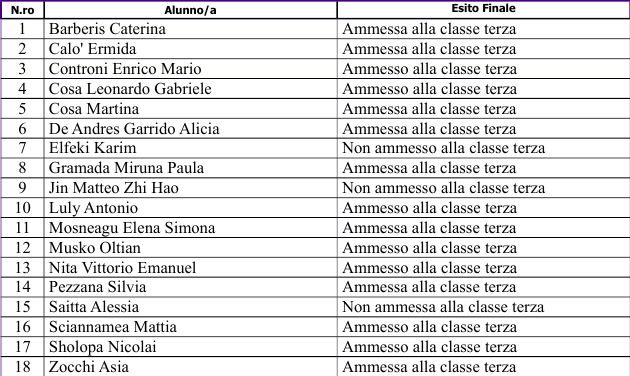 N.ro Alunno/a Esito Finale
1 Barberis Caterina Ammessa alla classe terza
2 Calo' Ermida Ammessa alla classe terza
3 Controni Enrico Mario Ammesso alla classe terza
4 Cosa Leonardo Gabriele Ammesso alla classe terza
5 Cosa Martina Ammessa alla classe terza
6 De Andres Garrido Alicia Ammessa alla classe terza
7 Elfeki Karim Non ammesso alla classe terza
8 Gramada Miruna Paula Ammessa alla classe terza
9 Jin Matteo Zhi Hao Non ammesso alla classe terza
10 Luly Antonio Ammesso alla classe terza
11 Mosneagu Elena Simona Ammessa alla classe terza
12 Musko Oltian Ammesso alla classe terza
13 Nita Vittorio Emanuel Ammesso alla classe terza
14 Pezzana Silvia Ammessa alla classe terza
15 Saitta Alessia Non ammessa alla classe terza
16 Sciannamea Mattia Ammesso alla classe terza
17 Sholopa Nicolai Ammesso alla classe terza
18 Zocchi Asia Ammessa alla classe terza